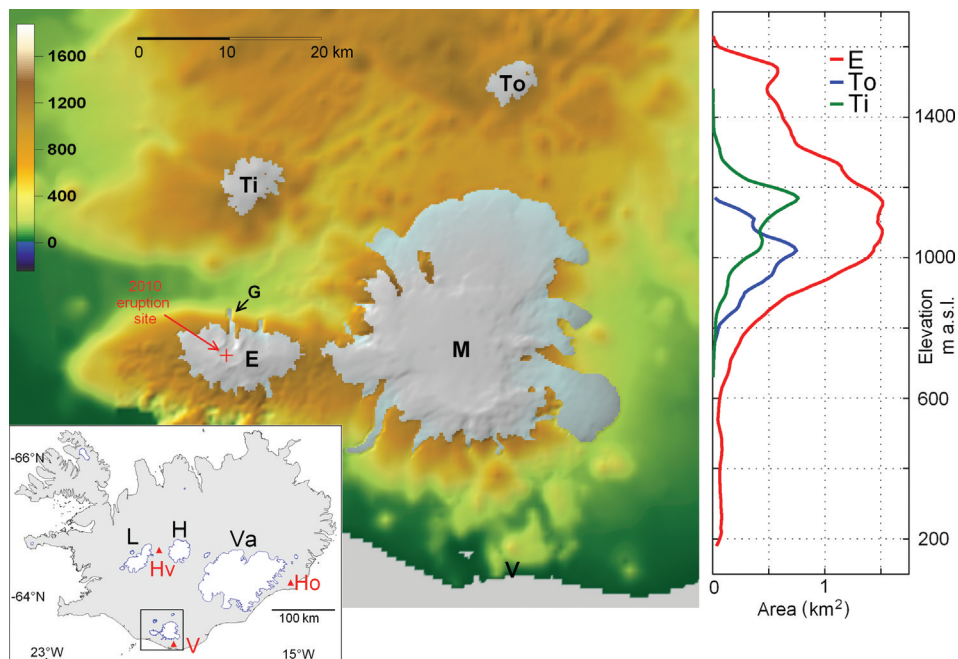 1600
1200
800
400
0
0 10 20 km
To
Ti
2010
eruption
site
G
E
M
V
66°N
64°N
23°W
15°W
L
H
Va
Hv
Ho
V
100 km
E
To
Ti
1400
1000
600
200
Elevation
m a.s.l.
0 1
Area (km²)